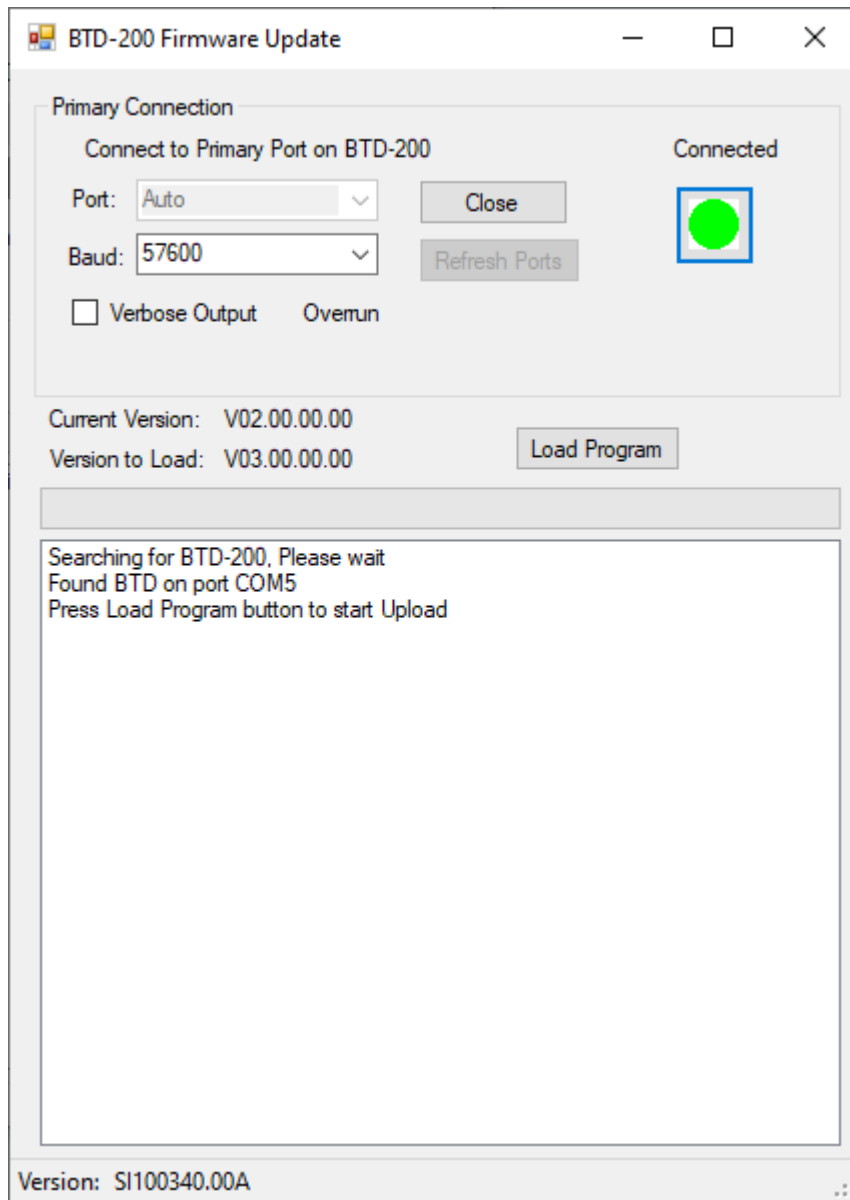 BTD-200 Firmware Update
Primary Connection
Connect to Primary Port on BTD-200
Connected
Port: Auto
Close
Baud: 57600
Refresh Ports
Verbose Output Overrun
Current Version: V02.00.00.00
Load Program
Version to Load: V03.00.00.00
Searching for BTD-200, Please wait
Found BTD on port COM5
Press Load Program button to start Upload
Version: SI100340.00A